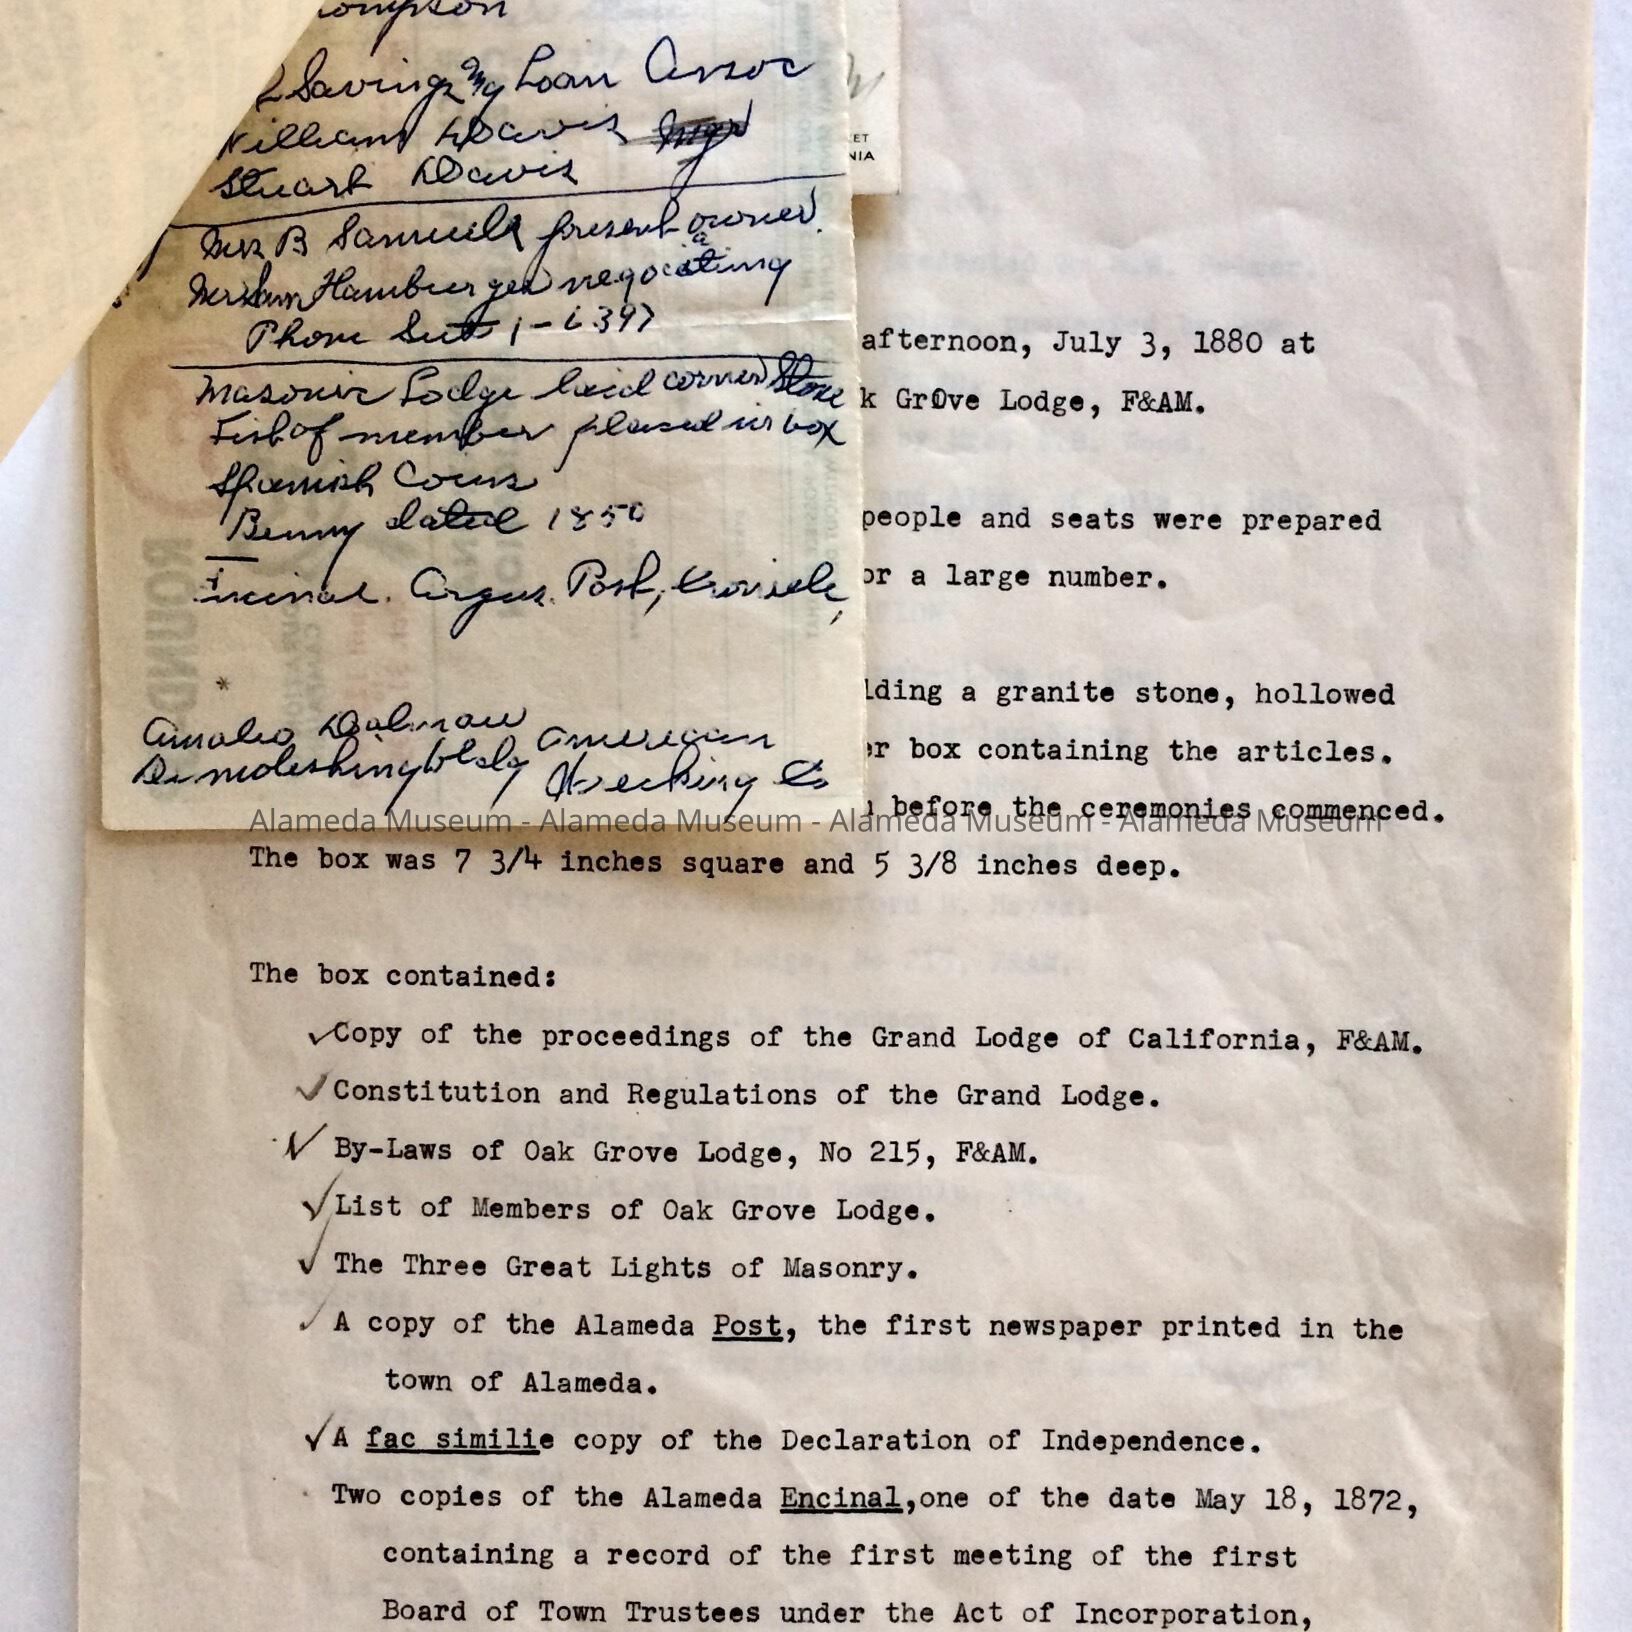 Savings Loan Assoc
William Davis
Stuart Davis
Mrs B Samuels present owner
Hamburger negociating
Phone Sut 1-6397
Masonic Lodge laid corner Stone
List of member placed in box
Spanish Coins
Penny dated 1850
Encinal. Argus. Post,
Demolishing bldg American
Wrecking Co
ET
NIA
afternoon, July 3, 1880 at
k Grove Lodge, F&AM.
people and seats were prepared
or a large number.
lding a granite stone, hollowed
er box containing the articles.
before the ceremonies commenced.
Alameda Museum - Alameda Museum - Alameda Museum - Alameda Museum
The box was 7 3/4 inches square and 5 3/8 inches deep.
The box contained:
Copy of the proceedings of the Grand Lodge of California, F&AM.
Constitution and Regulations of the Grand Lodge.
By-Laws of Oak Grove Lodge, No 215, F&AM.
List of Members of Oak Grove Lodge.
The Three Great Lights of Masonry.
A copy of the Alameda Post, the first newspaper printed in the
town of Alameda.
A fac similie copy of the Declaration of Independence.
Two copies of the Alameda Encinal,one of the date May 18, 1872,
containing a record of the first meeting of the first
Board of Town Trustees under the Act of Incorporation,